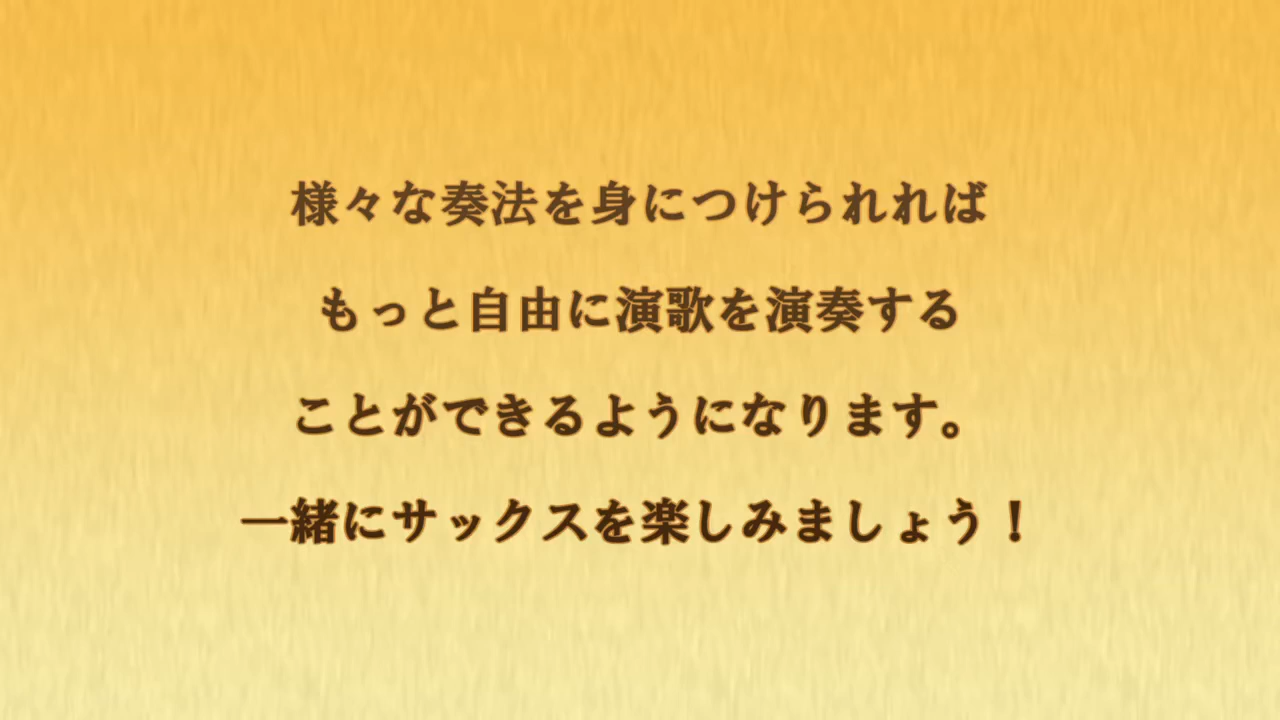 様々な奏法を身につけられれば
もっと自由に演歌を演奏する
ことができるようになります。
一緒にサックスを楽しみましょう！